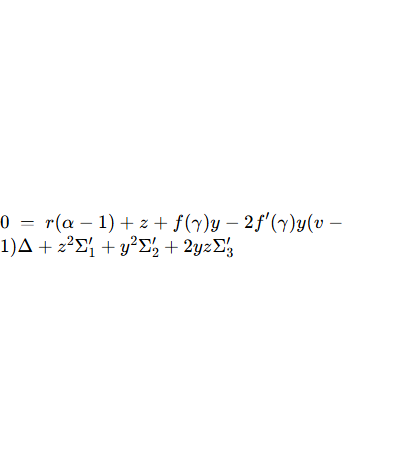 0 = r(α − 1) + z + f(γ)y − 2f′(γ)y(v −
1)Δ + z²Σ′₁ + y²Σ′₂ + 2yzΣ′₃